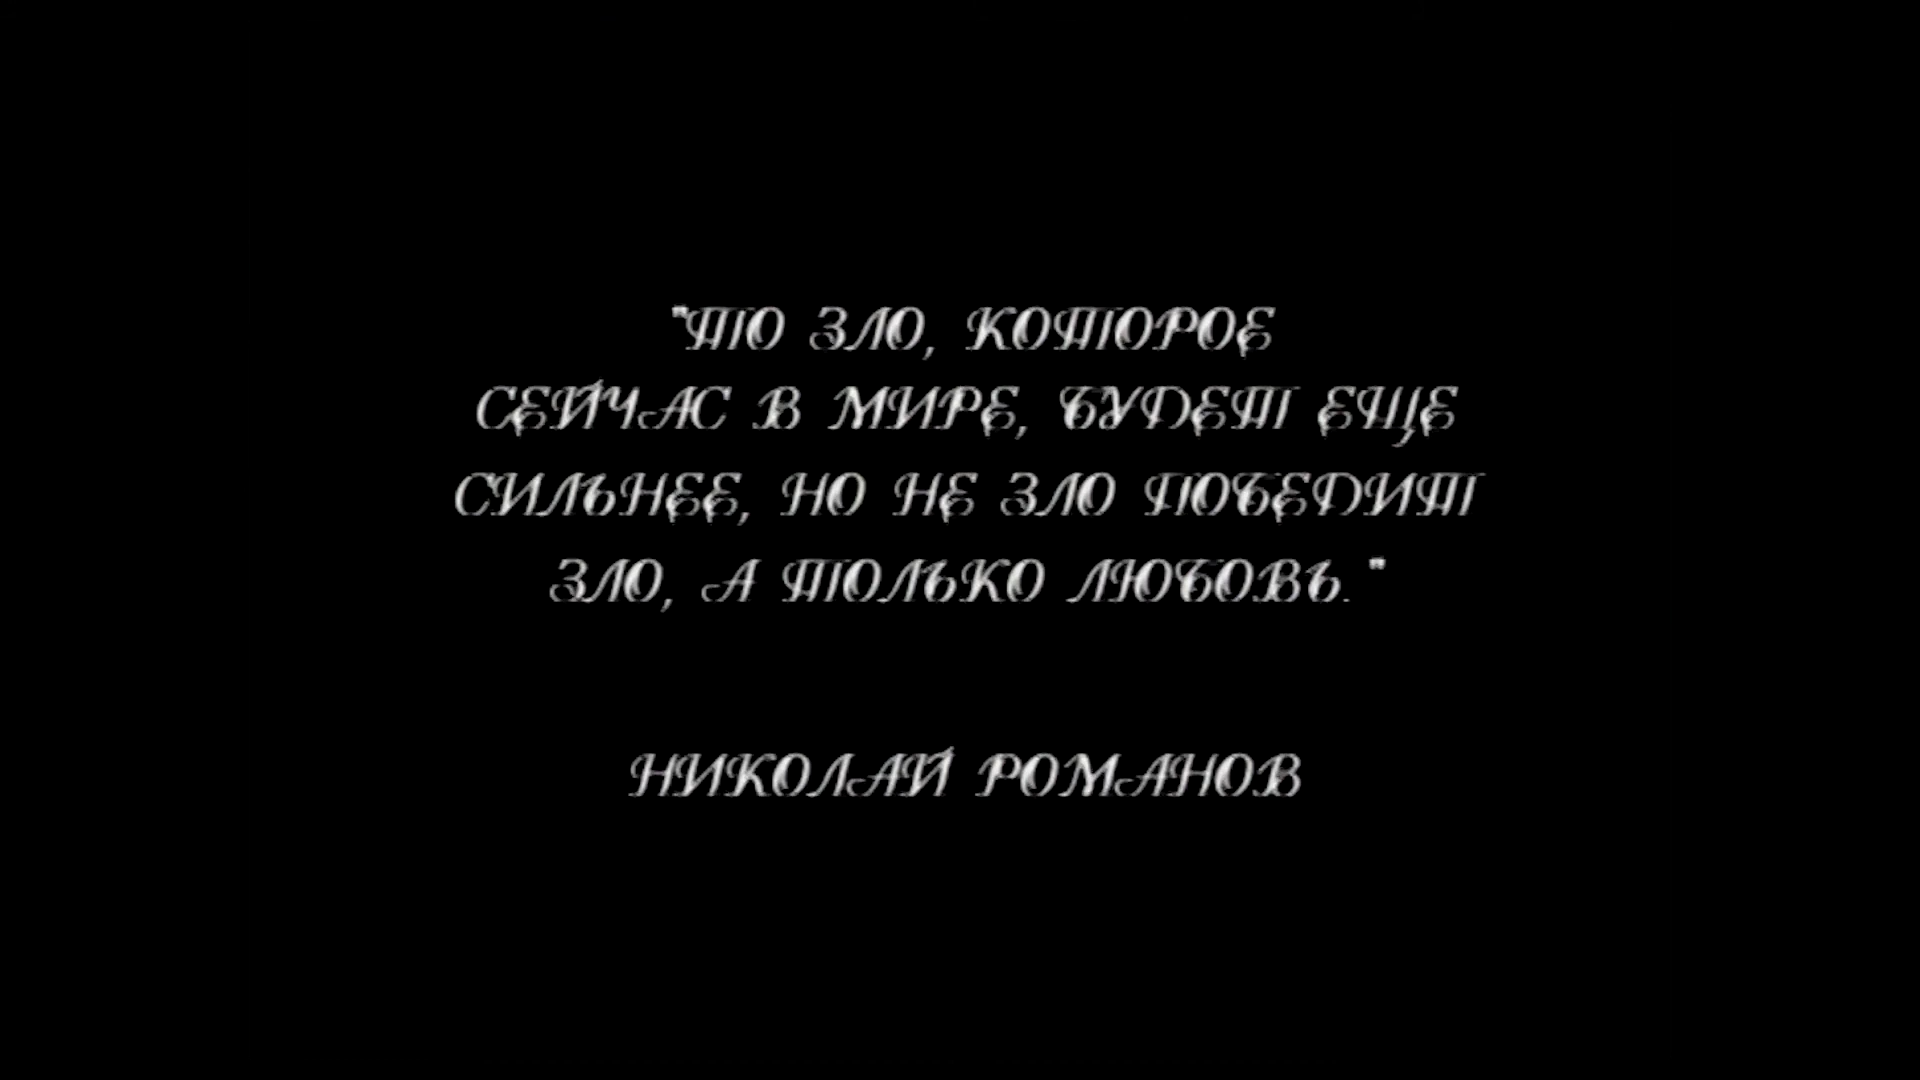 "ТО ЗЛО, КОТОРОЕ
СЕЙЧАС В МИРЕ, БУДЕТ ЕЩЕ
СИЛЬНЕЕ, НО НЕ ЗЛО ПОБЕДИТ
ЗЛО, А ТОЛЬКО ЛЮБОВЬ."
НИКОЛАЙ РОМАНОВ